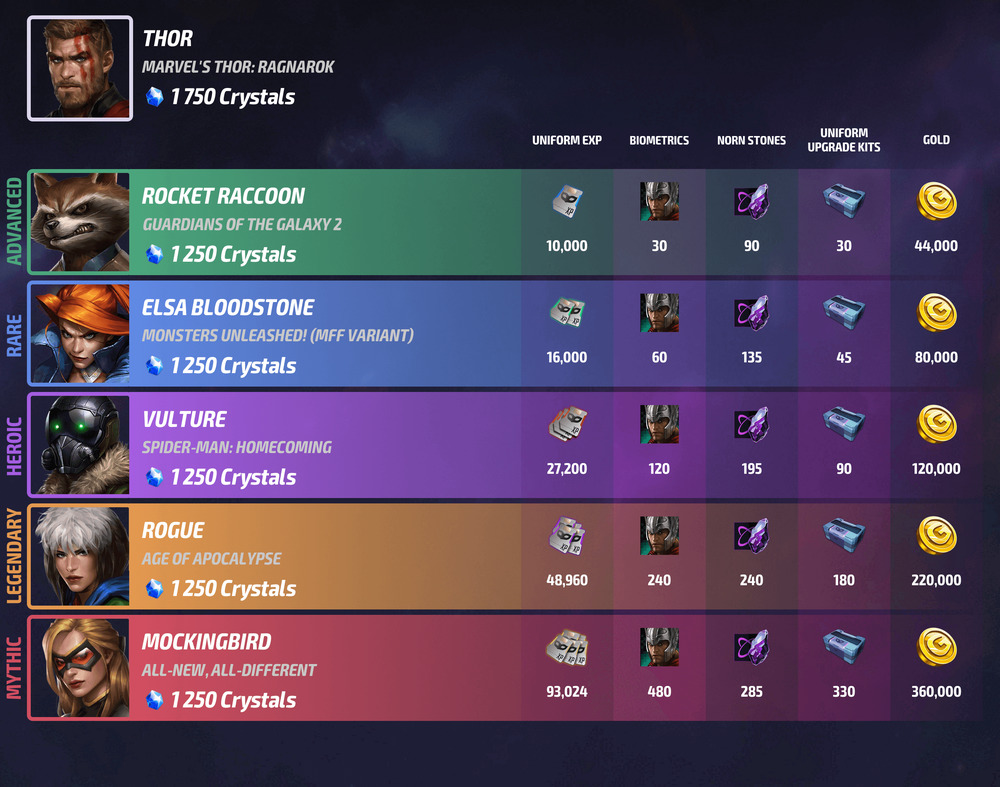 THOR
MARVEL'S THOR: RAGNAROK
1 750 Crystals
UNIFORM EXP
BIOMETRICS
NORN STONES
UNIFORM
UPGRADE KITS
GOLD
ADVANCED
ROCKET RACCOON
GUARDIANS OF THE GALAXY 2
1 250 Crystals
10,000
30
90
30
44,000
RARE
ELSA BLOODSTONE
MONSTERS UNLEASHED! (MFF VARIANT)
1 250 Crystals
16,000
60
135
45
80,000
HEROIC
VULTURE
SPIDER-MAN: HOMECOMING
1 250 Crystals
27,200
120
195
90
120,000
LEGENDARY
ROGUE
AGE OF APOCALYPSE
1 250 Crystals
48,960
240
240
180
220,000
MYTHIC
MOCKINGBIRD
ALL-NEW, ALL-DIFFERENT
1 250 Crystals
93,024
480
285
330
360,000